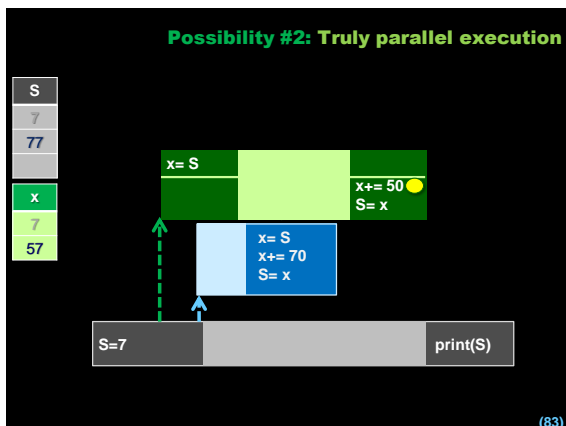 Possibility #2: Truly parallel execution
S
7
77
x
7
57
x= S
x+= 50
S= x
x= S
x+= 70
S= x
S=7
print(S)
(83)